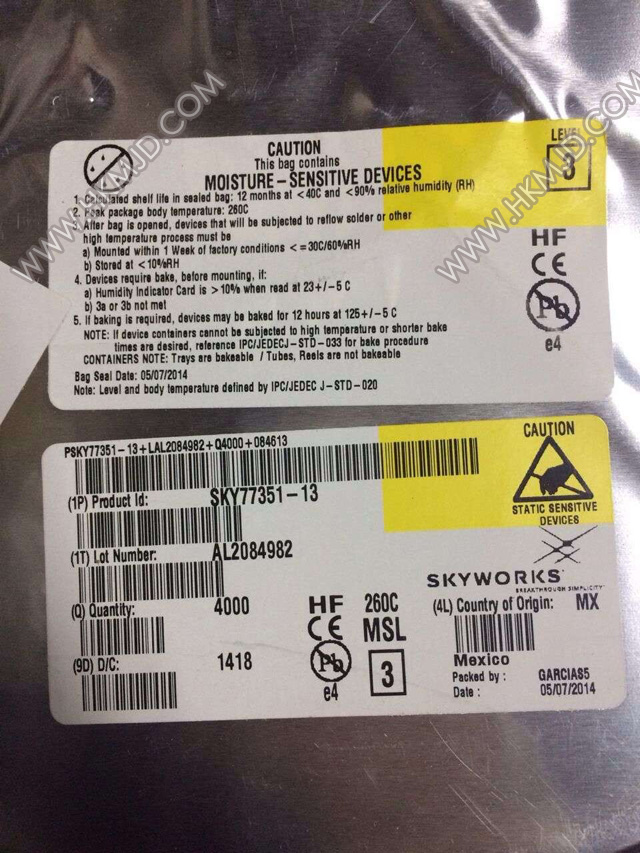 CAUTION
This bag contains
MOISTURE-SENSITIVE DEVICES
LEVEL
3
1. Calculated shelf life in sealed bag: 12 months at <40C and <90% relative humidity (RH)
2. Peak package body temperature: 260C
3. After bag is opened, devices that will be subjected to reflow solder or other
high temperature process must be
a) Mounted within 1 Week of factory conditions <=30C/60%RH
b) Stored at <10%RH
4. Devices require bake, before mounting, if:
a) Humidity Indicator Card is >10% when read at 23+/-5 C
b) 3a or 3b not met
5. If baking is required, devices may be baked for 12 hours at 125+/-5 C
NOTE: If device containers cannot be subjected to high temperature or shorter bake
times are desired, reference IPC/JEDECJ-STD-033 for bake procedure
CONTAINERS NOTE: Trays are bakeable / Tubes, Reels are not bakeable
Bag Seal Date: 05/07/2014
Note: Level and body temperature defined by IPC/JEDEC J-STD-020
HF
CE
Pb
e4
PSKY77351-13+LAL2084982+Q4000+084613
(1P) Product Id: SKY77351-13
(1T) Lot Number: AL2084982
(Q) Quantity: 4000
(9D) D/C: 1418
HF 260C
CE MSL
Pb 3
e4
CAUTION
STATIC SENSITIVE
DEVICES
SKYWORKS
BREAKTHROUGH SIMPLICITY
(4L) Country of Origin: MX
Mexico
Packed by: GARCIA85
Date: 05/07/2014
WWW.HKMJD.COM
WWW.HKMJD.COM